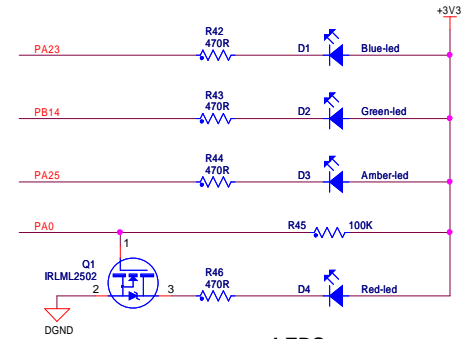 +3V3
R42
470R
PA23
D1
Blue-led
R43
470R
PB14
D2
Green-led
R44
470R
PA25
D3
Amber-led
PA0
R45
100K
1
Q1
IRLML2502
2
3
R46
470R
D4
Red-led
DGND